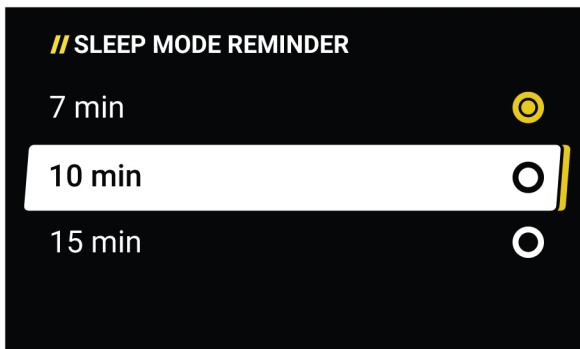 // SLEEP MODE REMINDER
7 min
10 min
15 min